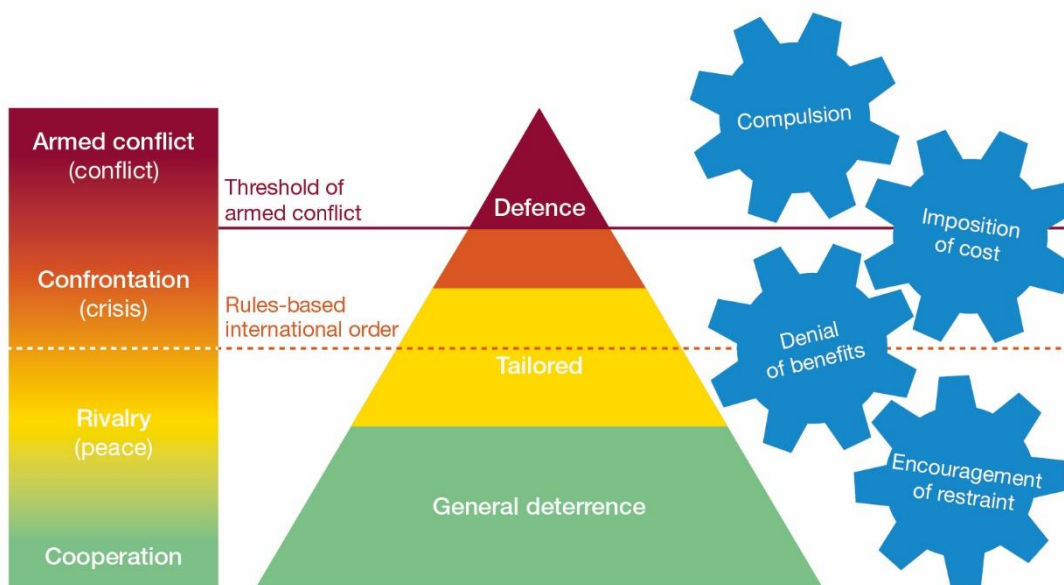 Armed conflict
(conflict)
Confrontation
(crisis)
Rivalry
(peace)
Cooperation
Threshold of
armed conflict
Rules-based
international order
Defence
Tailored
General deterrence
Compulsion
Imposition
of cost
Denial
of benefits
Encouragement
of restraint